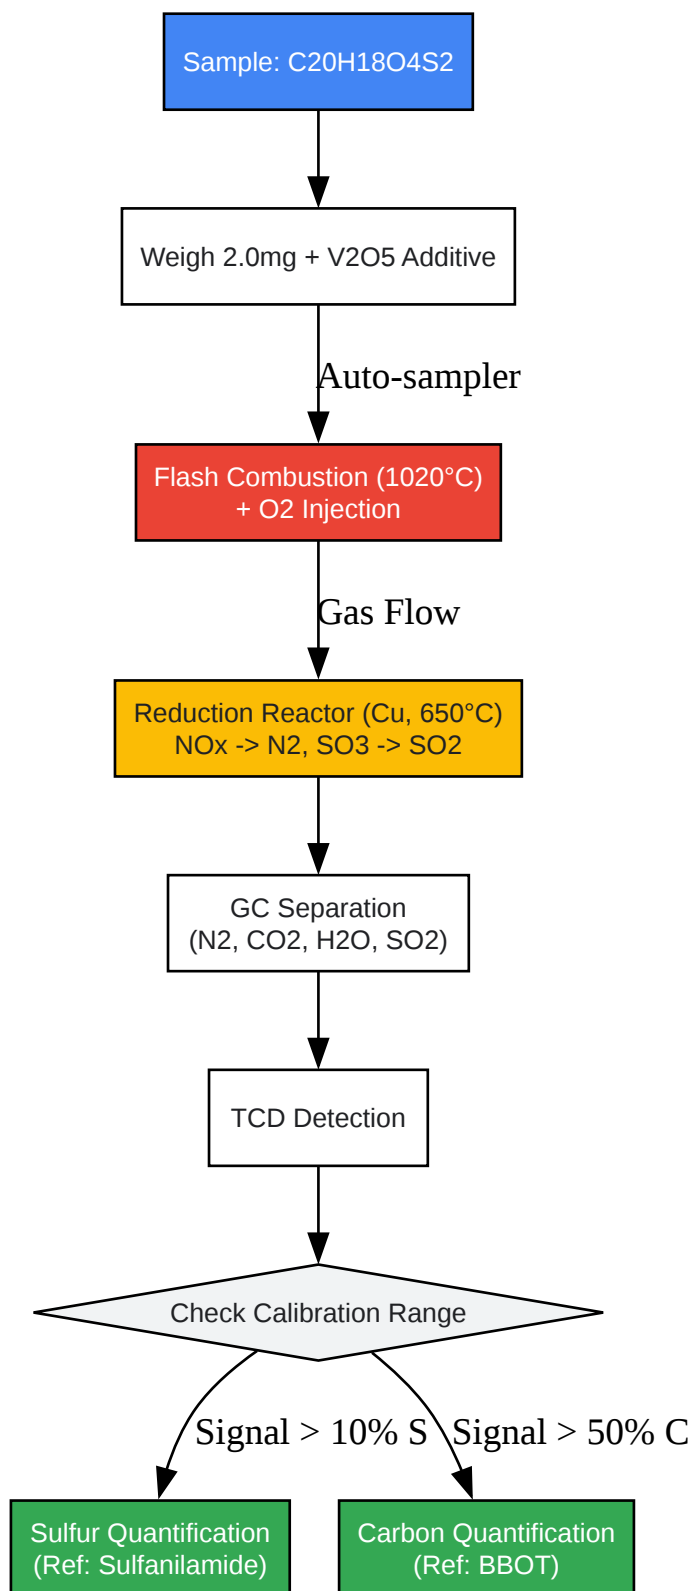 Sample: C20H18O4S2
Weigh 2.0mg + V2O5 Additive
Auto-sampler
Flash Combustion (1020°C)
+ O2 Injection
Gas Flow
Reduction Reactor (Cu, 650°C)
NOx -> N2, SO3 -> SO2
GC Separation
(N2, CO2, H2O, SO2)
TCD Detection
Check Calibration Range
Signal > 10% S
Signal > 50% C
Sulfur Quantification
(Ref: Sulfanilamide)
Carbon Quantification
(Ref: BBOT)